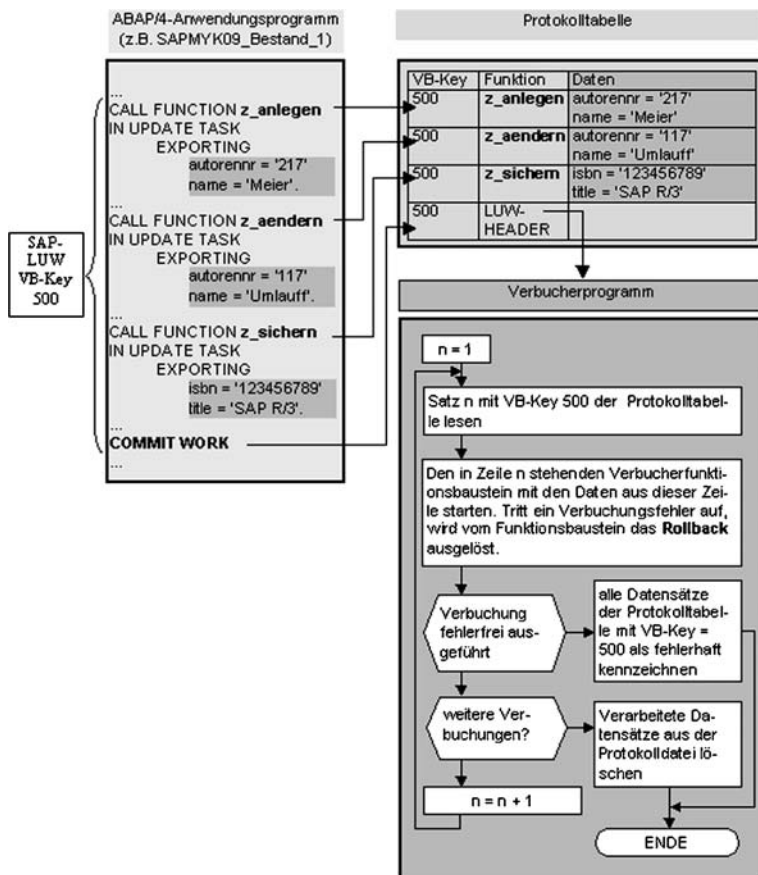 ABAP/4-Anwendungsprogramm
(z.B. SAPMYK09_Bestand_1)
SAP-
LUW
VB-Key
500
...
CALL FUNCTION z_anlegen
IN UPDATE TASK
EXPORTING
autorennr = '217'
name = 'Meier'.
...
CALL FUNCTION z_aendern
IN UPDATE TASK
EXPORTING
autorennr = '117'
name = 'Umlauff'.
...
CALL FUNCTION z_sichern
IN UPDATE TASK
EXPORTING
isbn = '123456789'
title = 'SAP R/3'.
...
COMMIT WORK
...
Protokolltabelle
VB-Key Funktion Daten
500 z_anlegen autorennr = '217'
name = 'Meier'
500 z_aendern autorennr = '117'
name = 'Umlauff'
500 z_sichern isbn = '123456789'
title = 'SAP R/3'
500 LUW-
HEADER
Verbucherprogramm
n = 1
Satz n mit VB-Key 500 der Protokolltabel-
le lesen
Den in Zeile n stehenden Verbucherfunkti-
onsbaustein mit den Daten aus dieser Zei-
le starten. Tritt ein Verbuchungsfehler auf,
wird vom Funktionsbaustein das Rollback
ausgelöst.
Verbuchung
fehlerfrei aus-
geführt
alle Datensätze
der Protokolltabel-
le mit VB-Key =
500 als fehlerhaft
kennzeichnen
weitere Ver-
buchungen?
Verarbeitete Da-
tensätze aus der
Protokolldatei lö-
schen
n = n + 1
ENDE